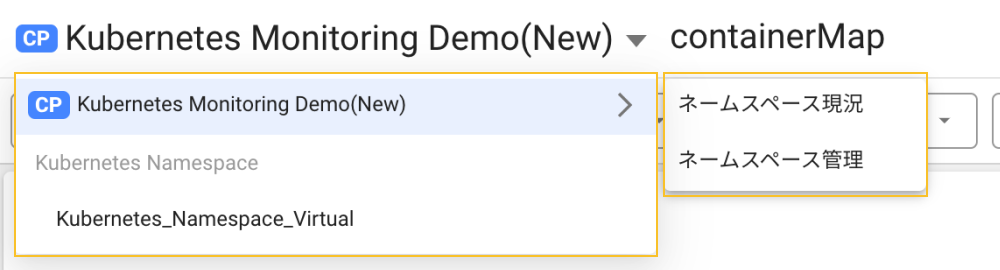 CP Kubernetes Monitoring Demo(New) containerMap
CP Kubernetes Monitoring Demo(New)
Kubernetes Namespace
Kubernetes_Namespace_Virtual
ネームスペース現況
ネームスペース管理